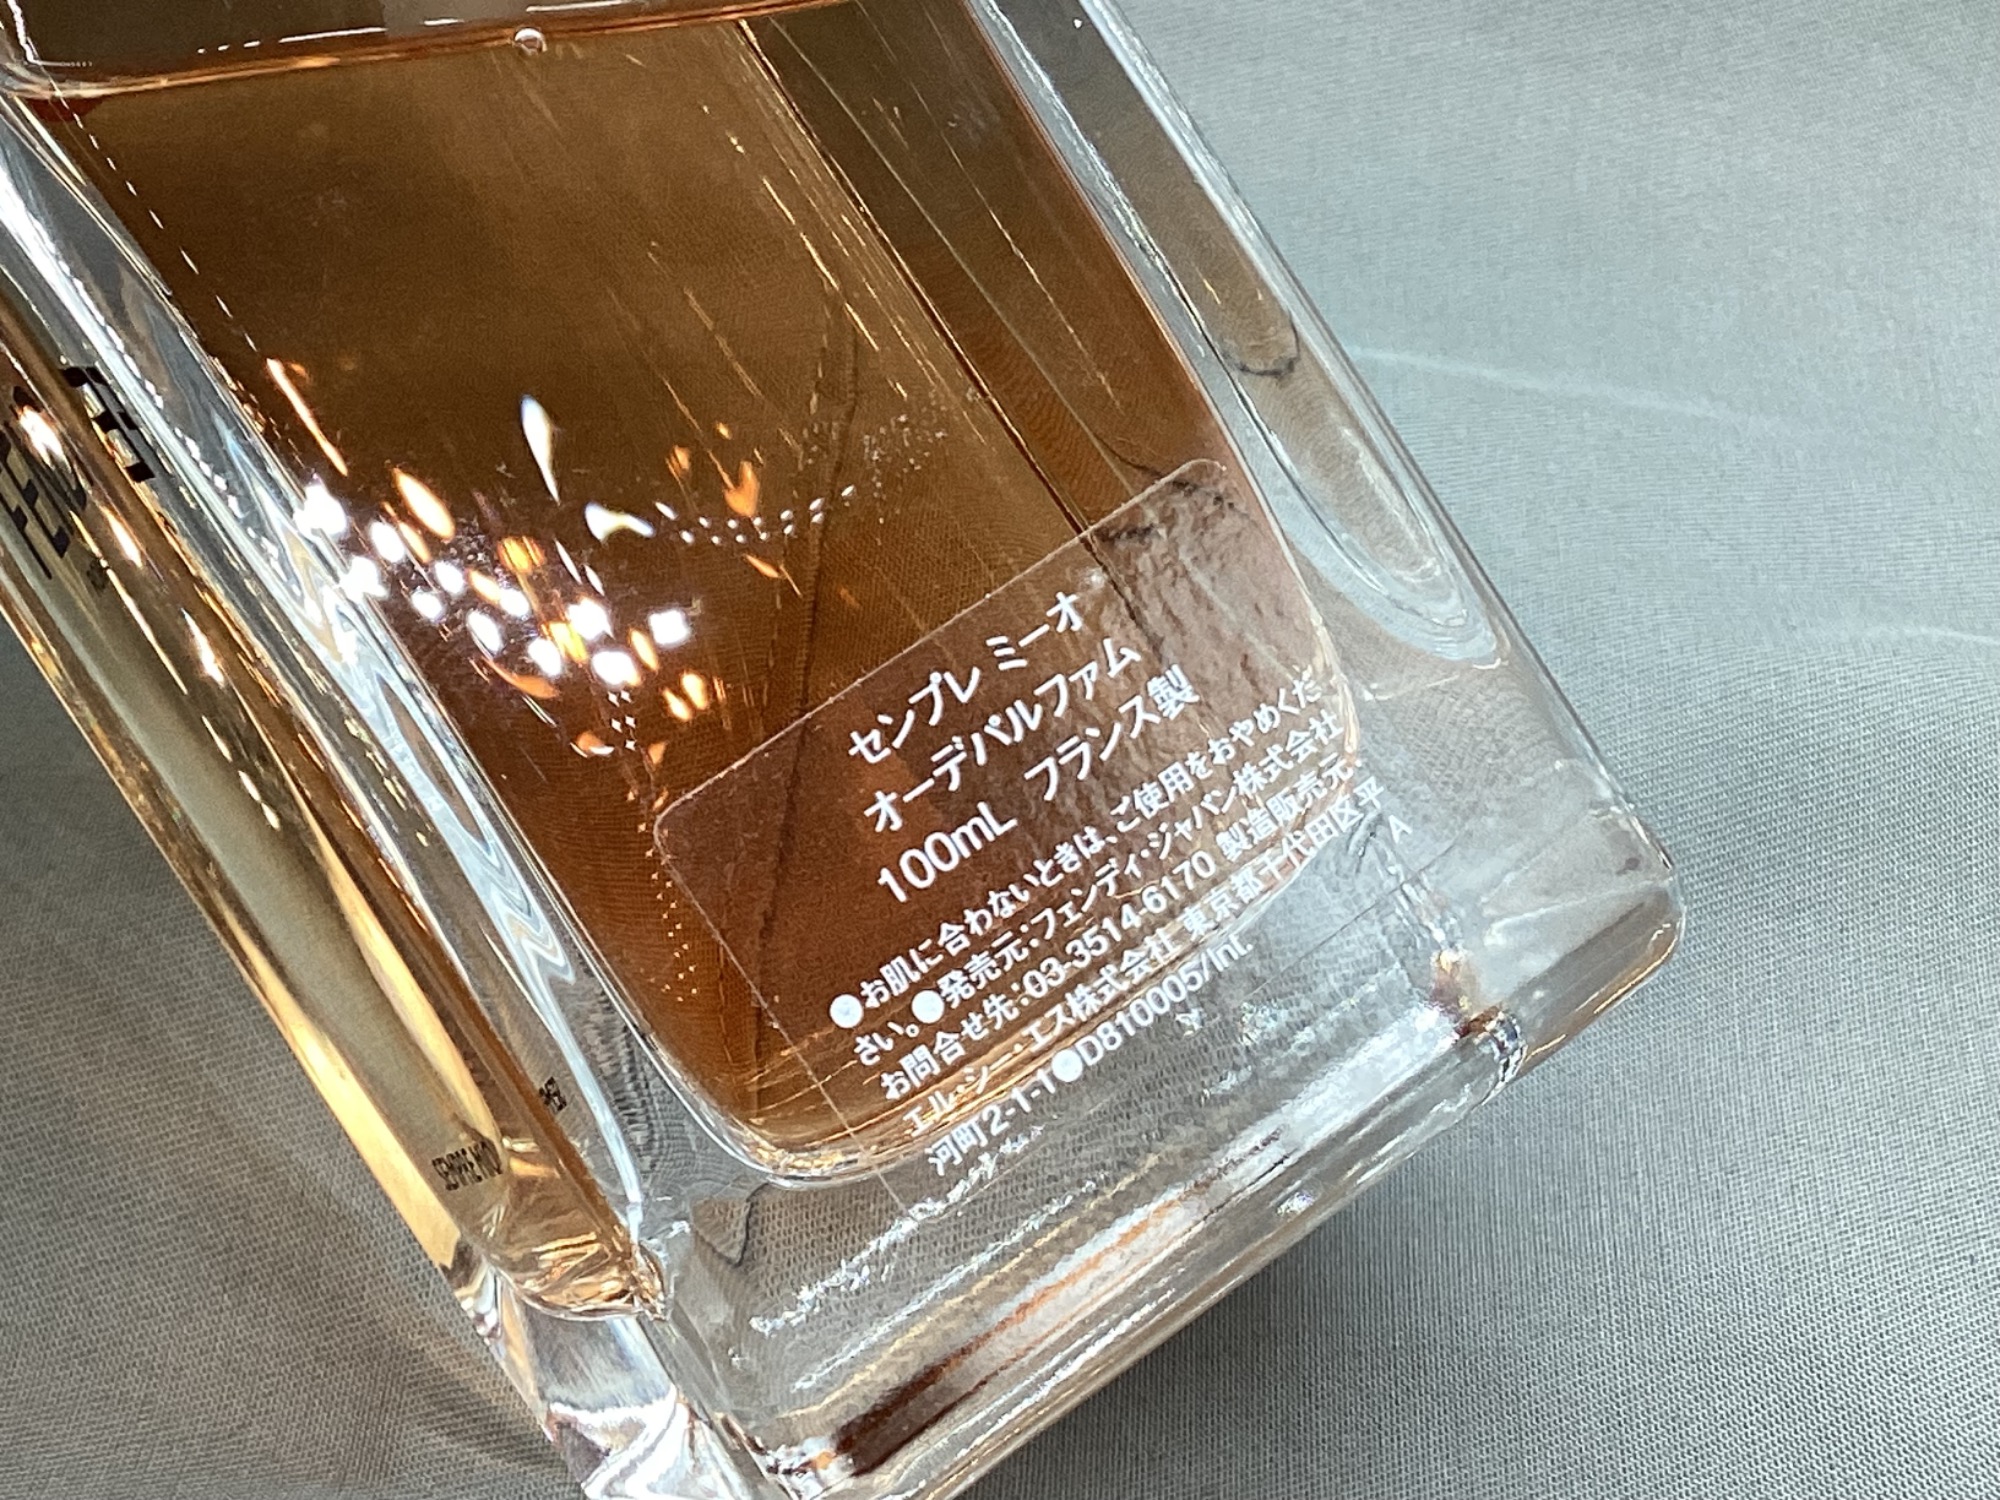 センプレ ミーオ
オーデパルファム
100mL フランス製
●お肌に合わないときは、ご使用をおやめくだ
さい。●発売元:フェンディ・ジャパン株式会社
お問合せ先:03-3514-6170 製造販売元:
エル・シー・エス株式会社 東京都千代田区平
河町2-1-1●D810005/Int. A
SEMPRE MIO